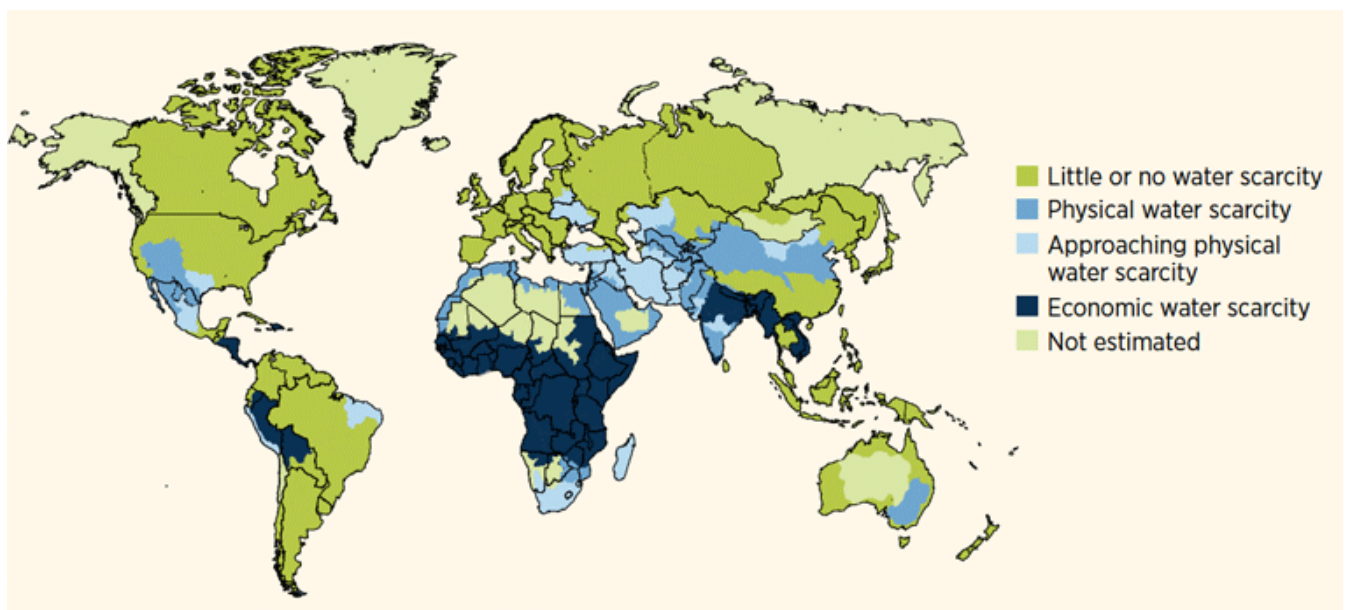 Little or no water scarcity
Physical water scarcity
Approaching physical
water scarcity
Economic water scarcity
Not estimated